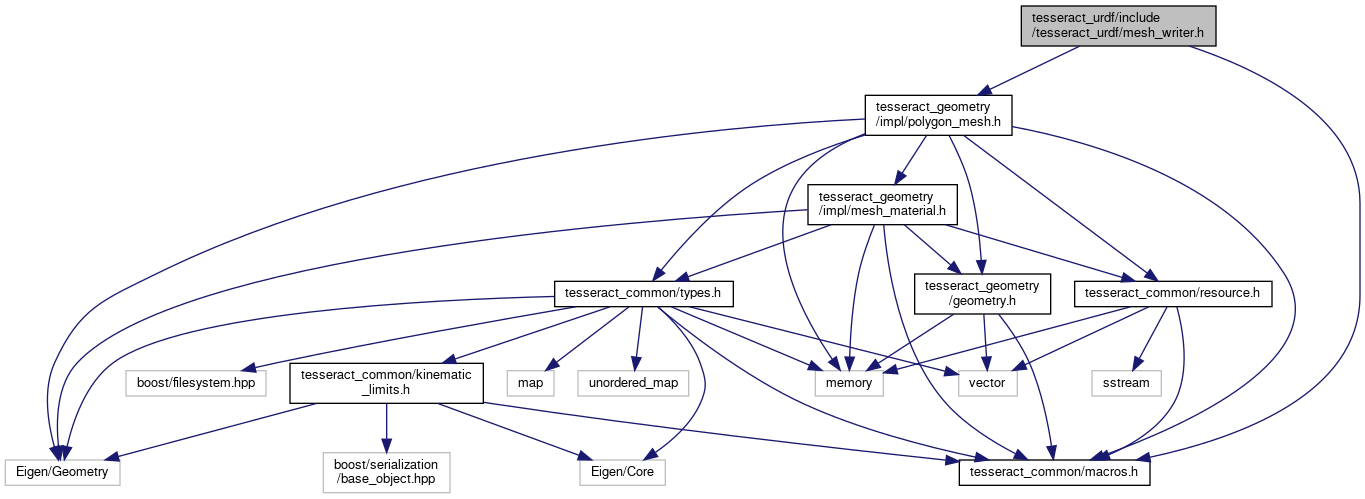 tesseract_urdf/include
/tesseract_urdf/mesh_writer.h
tesseract_geometry
/impl/polygon_mesh.h
tesseract_geometry
/impl/mesh_material.h
tesseract_common/types.h
tesseract_geometry
/geometry.h
tesseract_common/resource.h
boost/filesystem.hpp
tesseract_common/kinematic
_limits.h
map
unordered_map
memory
vector
sstream
Eigen/Geometry
boost/serialization
/base_object.hpp
Eigen/Core
tesseract_common/macros.h